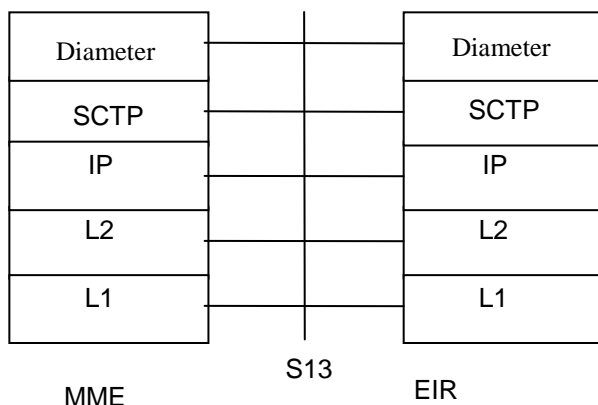 Diameter Diameter
SCTP SCTP
IP IP
L2 L2
L1 L1
S13
MME EIR